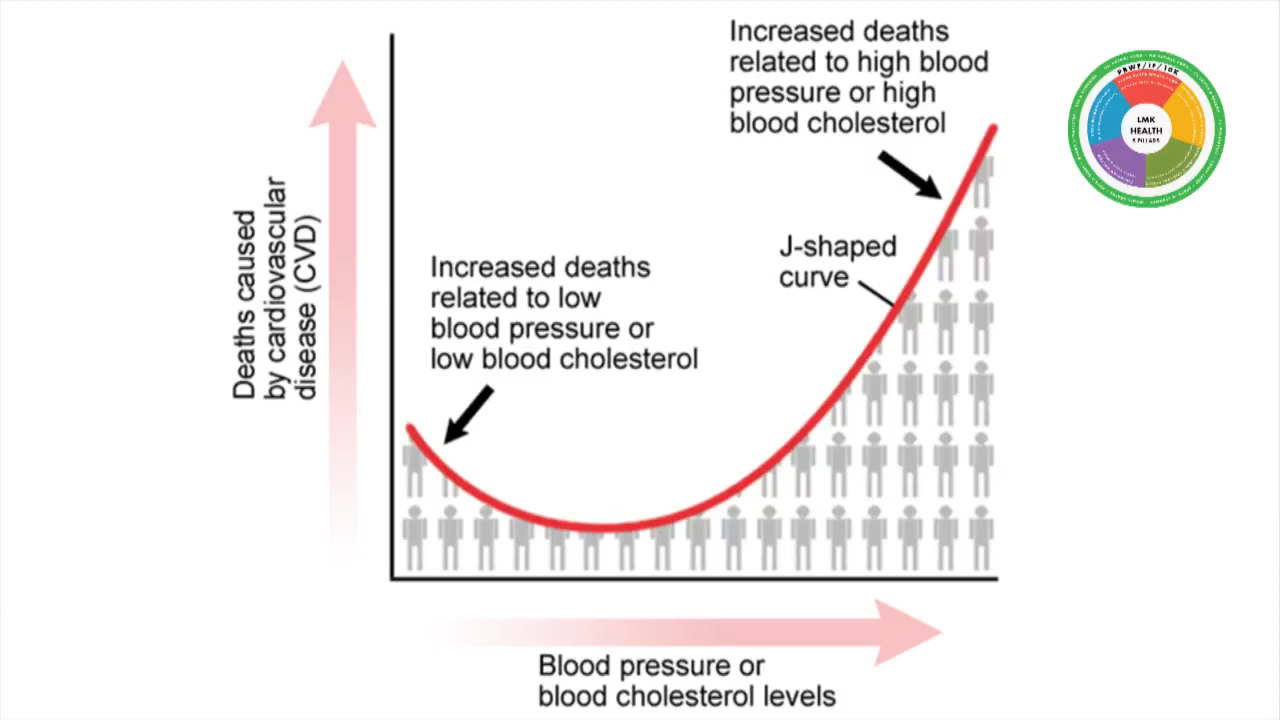 Increased deaths
related to high blood
pressure or high
blood cholesterol
J-shaped
curve
Increased deaths
related to low
blood pressure or
low blood cholesterol
Deaths caused
by cardiovascular
disease (CVD)
Blood pressure or
blood cholesterol levels
LMK
HEALTH
5 PILLARS